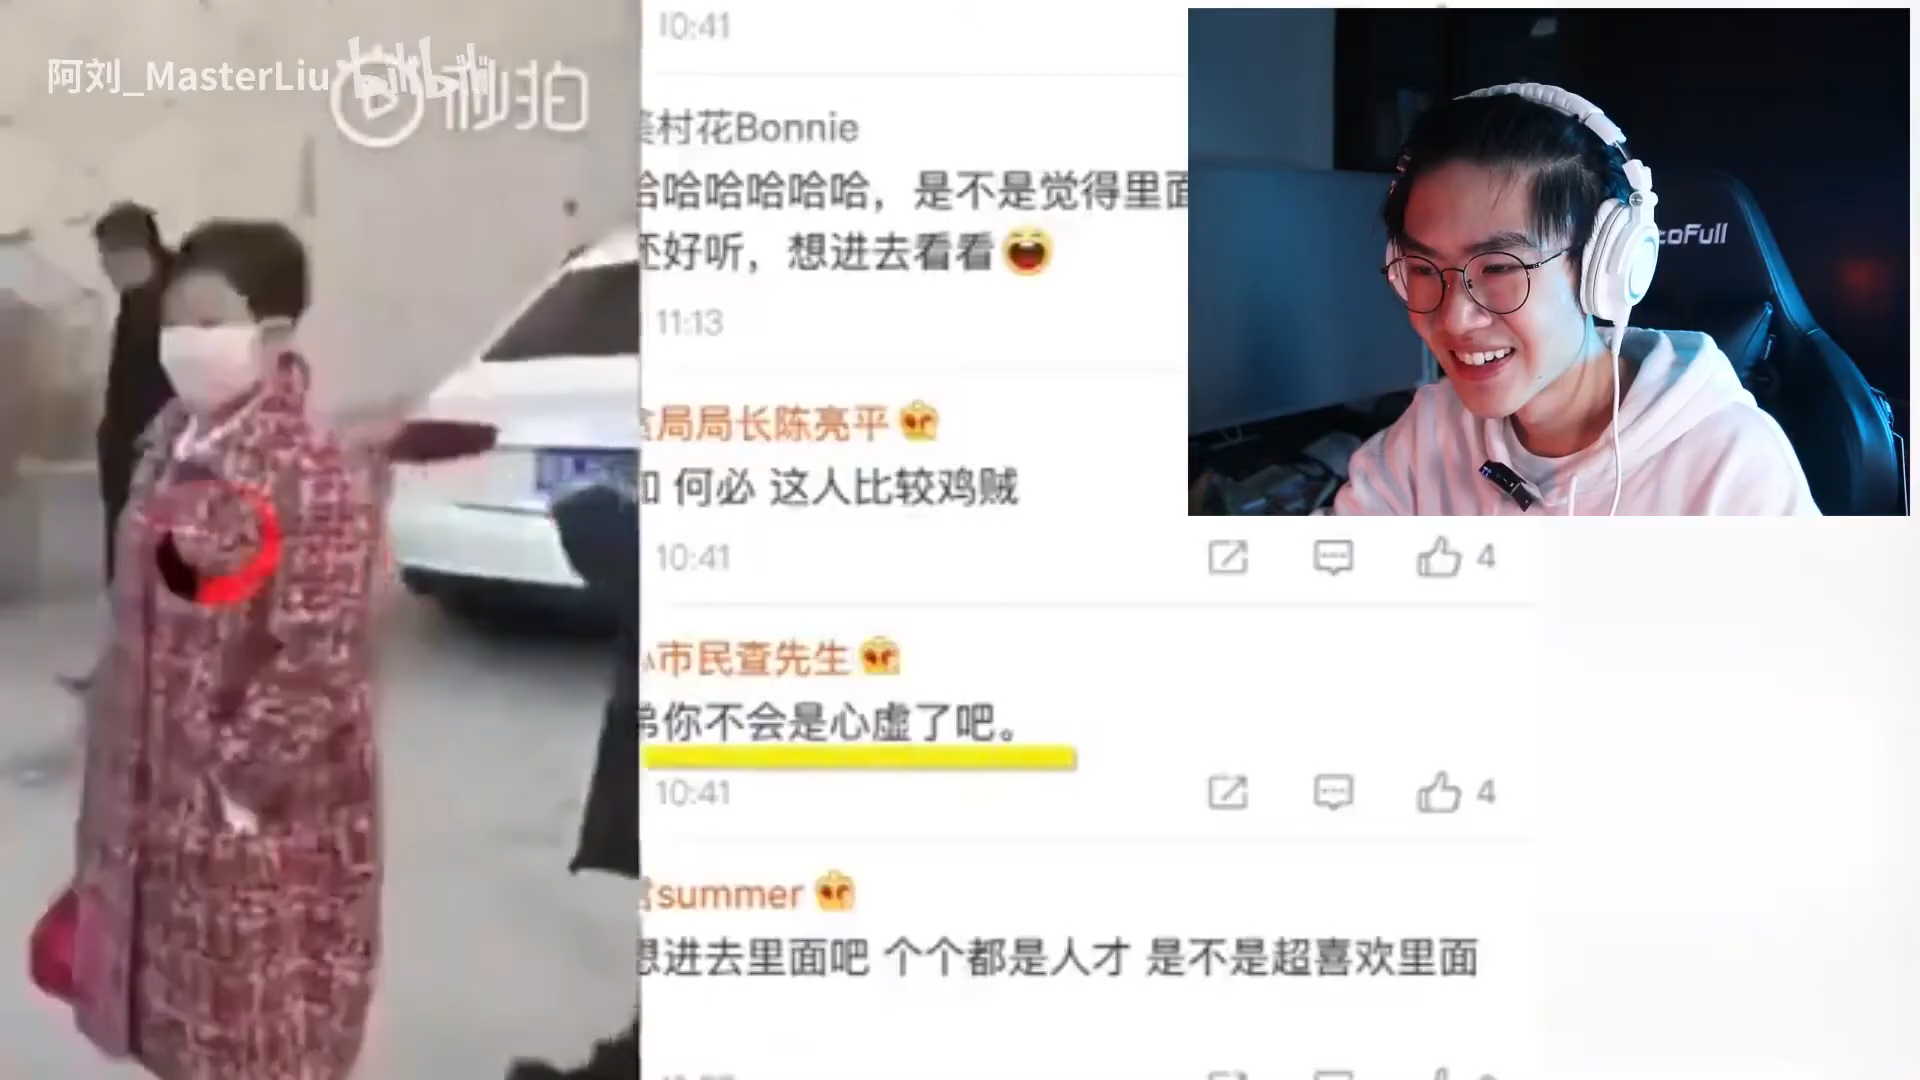 阿刘_MasterLiu
bilibili
秒拍
10:41
村花Bonnie
哈哈哈哈哈哈，是不是觉得里面
还好听，想进去看看
11:13
局局长陈亮平
何必 这人比较鸡贼
10:41
4
市民查先生
你不会是心虚了吧。
10:41
4
summer
想进去里面吧 个个都是人才 是不是超喜欢里面
coFull